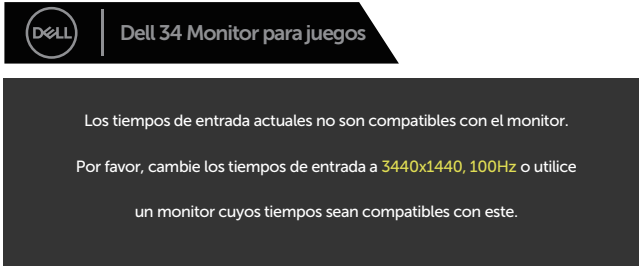 DELL
Dell 34 Monitor para juegos
Los tiempos de entrada actuales no son compatibles con el monitor.
Por favor, cambie los tiempos de entrada a 3440x1440, 100Hz o utilice
un monitor cuyos tiempos sean compatibles con este.